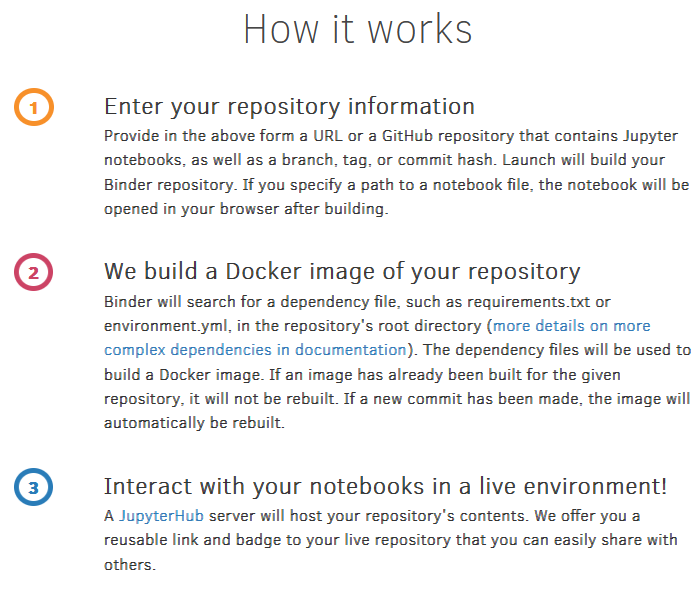 How it works
1
Enter your repository information
Provide in the above form a URL or a GitHub repository that contains Jupyter
notebooks, as well as a branch, tag, or commit hash. Launch will build your
Binder repository. If you specify a path to a notebook file, the notebook will be
opened in your browser after building.
2
We build a Docker image of your repository
Binder will search for a dependency file, such as requirements.txt or
environment.yml, in the repository's root directory (more details on more
complex dependencies in documentation). The dependency files will be used to
build a Docker image. If an image has already been built for the given
repository, it will not be rebuilt. If a new commit has been made, the image will
automatically be rebuilt.
3
Interact with your notebooks in a live environment!
A JupyterHub server will host your repository's contents. We offer you a
reusable link and badge to your live repository that you can easily share with
others.